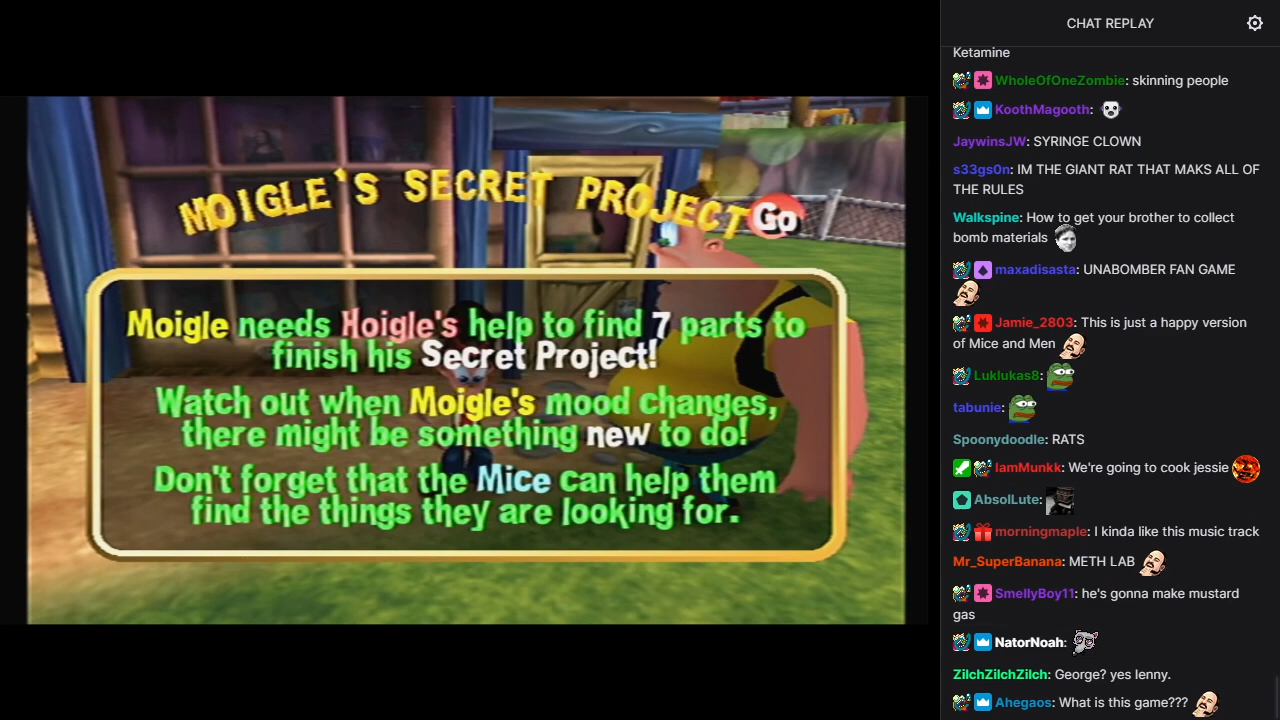 MOIGLE'S SECRET PROJECT
Go
Moigle needs Hoigle's help to find 7 parts to
finish his Secret Project!
Watch out when Moigle's mood changes,
there might be something new to do!
Don't forget that the Mice can help them
find the things they are looking for.
CHAT REPLAY
Ketamine
WholeOfOneZombie: skinning people
KoothMagooth:
JaywinsJW: SYRINGE CLOWN
s33gs0n: IM THE GIANT RAT THAT MAKS ALL OF
THE RULES
Walkspine: How to get your brother to collect
bomb materials
maxadisasta: UNABOMBER FAN GAME
Jamie_2803: This is just a happy version
of Mice and Men
Luklukas8:
tabunie:
Spoonydoodle: RATS
IamMunkk: We're going to cook jessie
AbsolLute:
morningmaple: I kinda like this music track
Mr_SuperBanana: METH LAB
SmellyBoy11: he's gonna make mustard
gas
NatorNoah:
ZilchZilchZilch: George? yes lenny.
Ahegaos: What is this game???